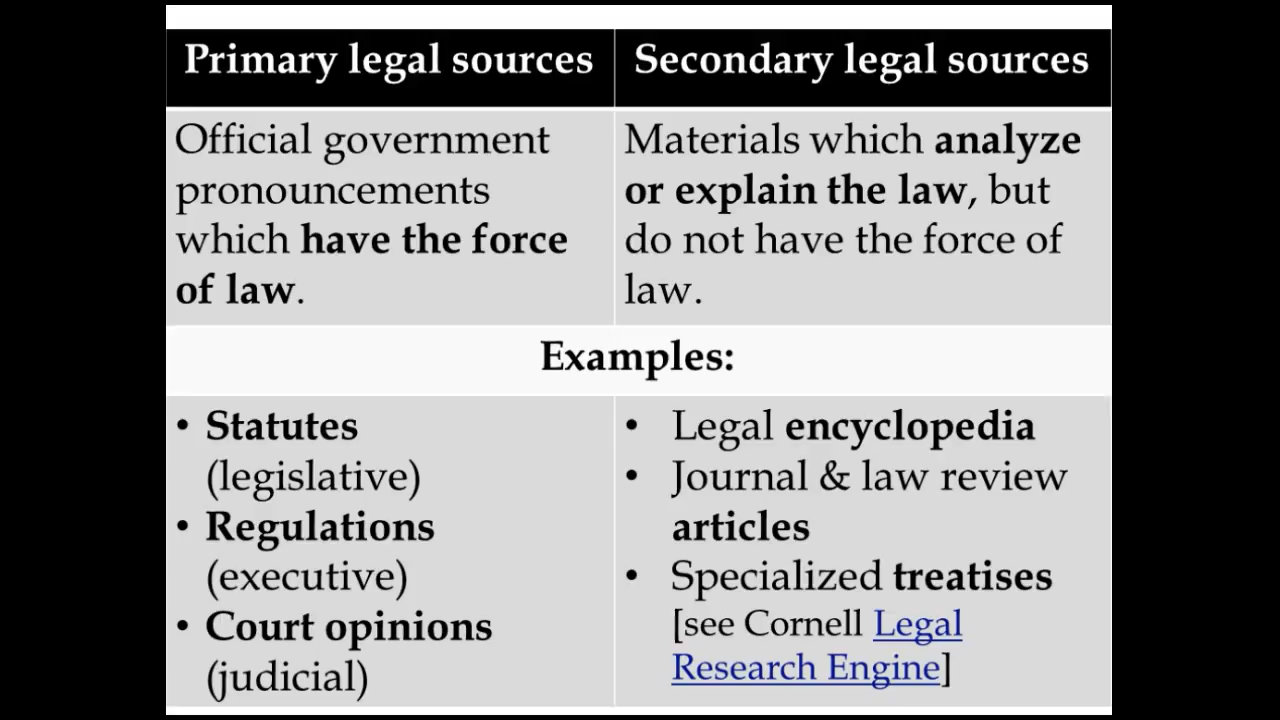 Primary legal sources
Secondary legal sources
Official government
pronouncements
which have the force
of law.
Materials which analyze
or explain the law, but
do not have the force of
law.
Examples:
• Statutes
(legislative)
• Regulations
(executive)
• Court opinions
(judicial)
• Legal encyclopedia
• Journal & law review
articles
• Specialized treatises
[see Cornell Legal
Research Engine]